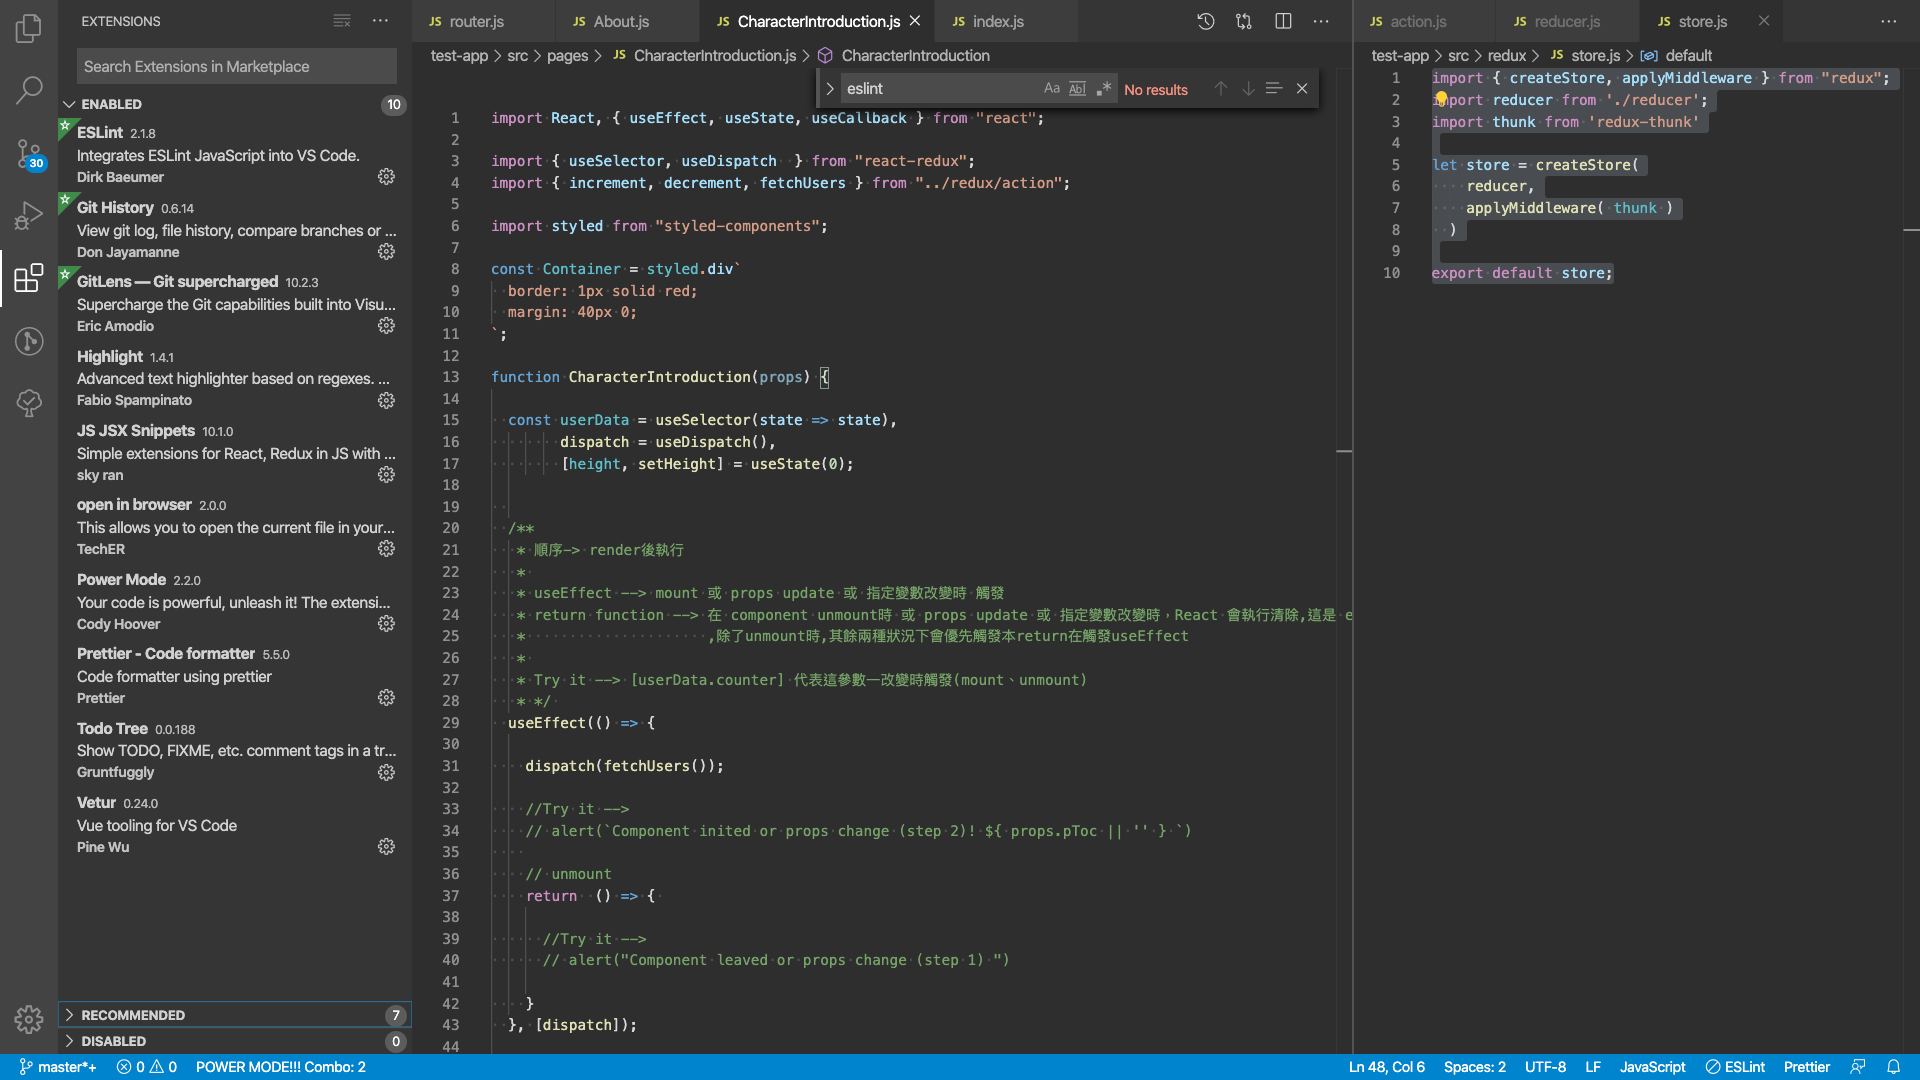 EXTENSIONS
Search Extensions in Marketplace
ENABLED 10
ESLint 2.1.8
Integrates ESLint JavaScript into VS Code.
Dirk Baeumer
Git History 0.6.14
View git log, file history, compare branches or ...
Don Jayamanne
GitLens — Git supercharged 10.2.3
Supercharge the Git capabilities built into Visu...
Eric Amodio
Highlight 1.4.1
Advanced text highlighter based on regexes. ...
Fabio Spampinato
JS JSX Snippets 10.1.0
Simple extensions for React, Redux in JS with ...
sky ran
open in browser 2.0.0
This allows you to open the current file in your...
TechER
Power Mode 2.2.0
Your code is powerful, unleash it! The extensi...
Cody Hoover
Prettier - Code formatter 5.5.0
Code formatter using prettier
Prettier
Todo Tree 0.0.188
Show TODO, FIXME, etc. comment tags in a tr...
Gruntfuggly
Vetur 0.24.0
Vue tooling for VS Code
Pine Wu
RECOMMENDED 7
DISABLED 0
30
JS router.js JS About.js JS CharacterIntroduction.js JS index.js
test-app > src > pages > JS CharacterIntroduction.js > CharacterIntroduction
eslint Aa Abl .* No results
1 import React, { useEffect, useState, useCallback } from "react";
2
3 import { useSelector, useDispatch  } from "react-redux";
4 import { increment, decrement, fetchUsers } from "../redux/action";
5
6 import styled from "styled-components";
7
8 const Container = styled.div`
9   border: 1px solid red;
10   margin: 40px 0;
11 `;
12
13 function CharacterIntroduction(props) {
14
15   const userData = useSelector(state => state),
16         dispatch = useDispatch(),
17         [height, setHeight] = useState(0);
18
19
20   /**
21    * 順序-> render後執行
22    *
23    * useEffect --> mount 或 props update 或 指定變數改變時 觸發
24    * return function --> 在 component unmount時 或 props update 或 指定變數改變時，React 會執行清除,這是 e
25    *                     ,除了unmount時,其餘兩種狀況下會優先觸發本return在觸發useEffect
26    *
27    * Try it --> [userData.counter] 代表這參數一改變時觸發(mount、unmount)
28    * */
29   useEffect(() => {
30
31     dispatch(fetchUsers());
32
33     //Try it -->
34     // alert(`Component inited or props change (step 2)! ${ props.pToc || '' } `)
35
36     // unmount
37     return  () => {
38
39       //Try it -->
40       // alert("Component leaved or props change (step 1) ")
41
42     }
43   }, [dispatch]);
44
JS action.js JS reducer.js JS store.js
test-app > src > redux > JS store.js > default
1 import { createStore, applyMiddleware } from "redux";
2 import reducer from './reducer';
3 import thunk from 'redux-thunk'
4
5 let store = createStore(
6     reducer,
7     applyMiddleware( thunk )
8   )
9
10 export default store;
master*+ 0 0 POWER MODE!!! Combo: 2 Ln 48, Col 6 Spaces: 2 UTF-8 LF JavaScript ESLint Prettier